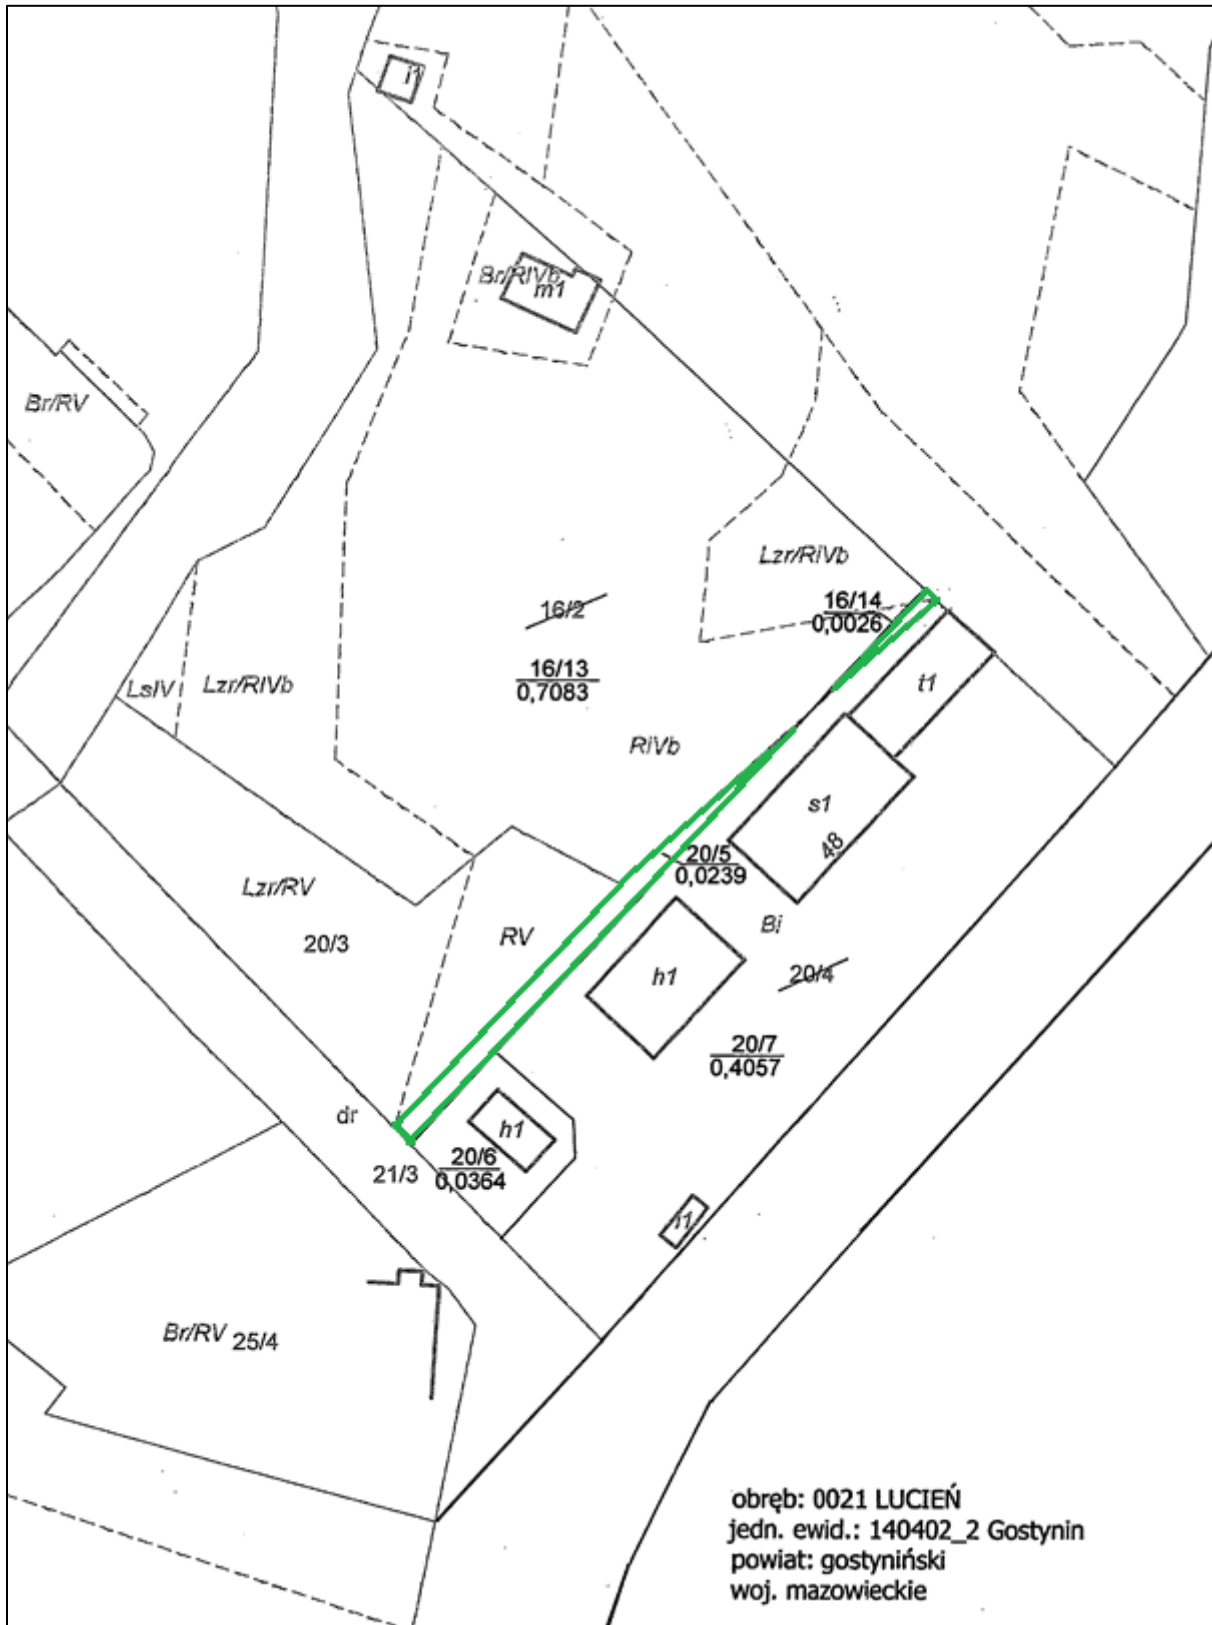 i1
Br/RIVb
m1
Br/RV
Lzr/RIVb
16/2
16/14
0,0026
16/13
0,7083
LsIV
Lzr/RIVb
t1
RIVb
s1
48
20/5
0,0239
Lzr/RV
20/3
RV
Bi
h1
20/4
20/7
0,4057
dr
h1
20/6
0,0364
21/3
i1
Br/RV 25/4
obręb: 0021 LUCIEŃ
jedn. ewid.: 140402_2 Gostynin
powiat: gostyniński
woj. mazowieckie